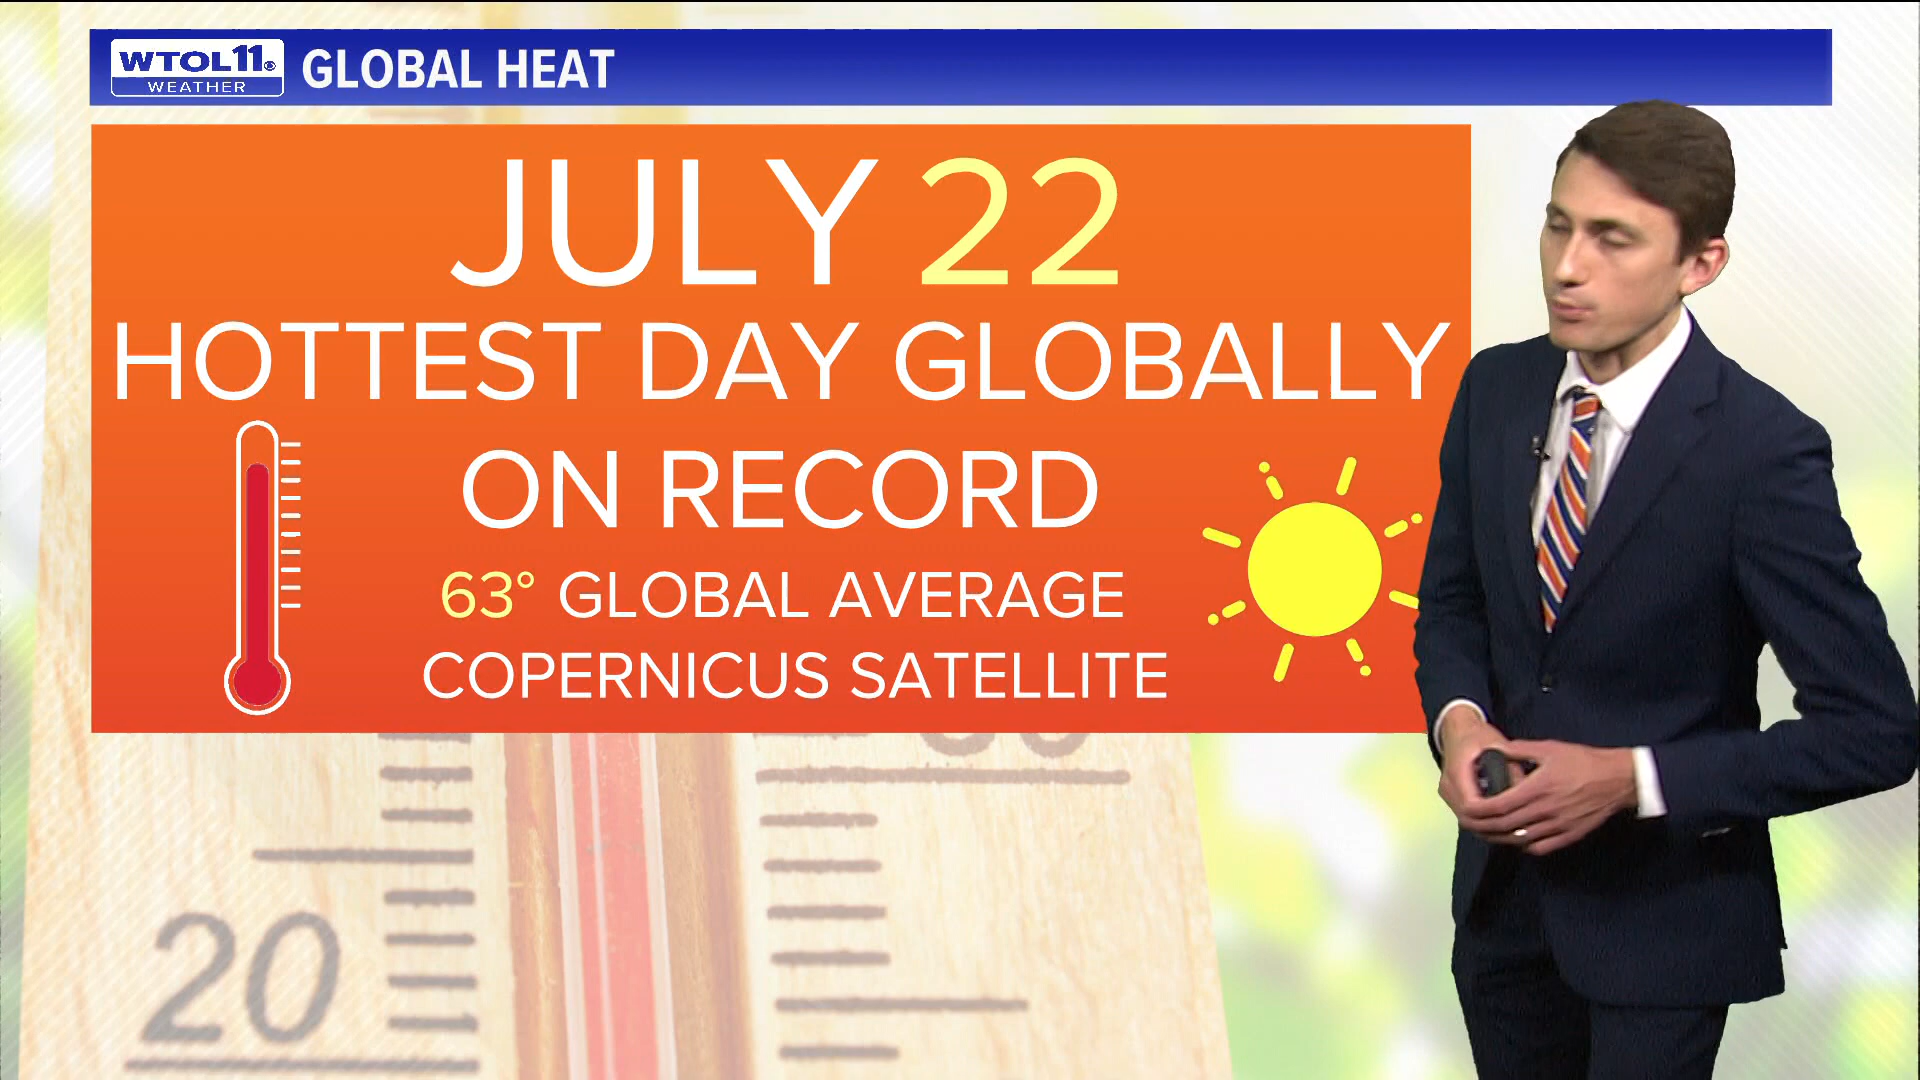 WTOL11
WEATHER
GLOBAL HEAT
JULY 22
HOTTEST DAY GLOBALLY
ON RECORD
63° GLOBAL AVERAGE
COPERNICUS SATELLITE
20